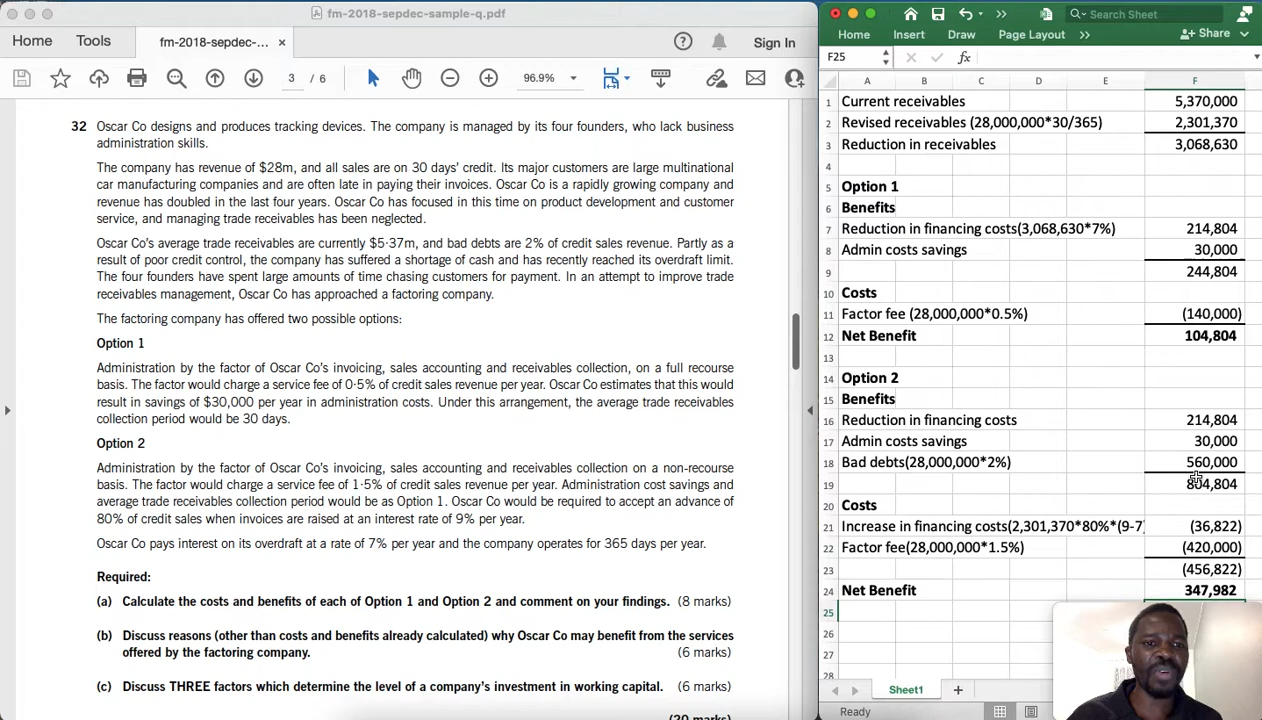 fm-2018-sepdec-sample-q.pdf
Home Tools fm-2018-sepdec-... × Sign In
3 / 6 96.9%
32 Oscar Co designs and produces tracking devices. The company is managed by its four founders, who lack business
administration skills.
The company has revenue of $28m, and all sales are on 30 days' credit. Its major customers are large multinational
car manufacturing companies and are often late in paying their invoices. Oscar Co is a rapidly growing company and
revenue has doubled in the last four years. Oscar Co has focused in this time on product development and customer
service, and managing trade receivables has been neglected.
Oscar Co's average trade receivables are currently $5·37m, and bad debts are 2% of credit sales revenue. Partly as a
result of poor credit control, the company has suffered a shortage of cash and has recently reached its overdraft limit.
The four founders have spent large amounts of time chasing customers for payment. In an attempt to improve trade
receivables management, Oscar Co has approached a factoring company.
The factoring company has offered two possible options:
Option 1
Administration by the factor of Oscar Co's invoicing, sales accounting and receivables collection, on a full recourse
basis. The factor would charge a service fee of 0·5% of credit sales revenue per year. Oscar Co estimates that this would
result in savings of $30,000 per year in administration costs. Under this arrangement, the average trade receivables
collection period would be 30 days.
Option 2
Administration by the factor of Oscar Co's invoicing, sales accounting and receivables collection on a non-recourse
basis. The factor would charge a service fee of 1·5% of credit sales revenue per year. Administration cost savings and
average trade receivables collection period would be as Option 1. Oscar Co would be required to accept an advance of
80% of credit sales when invoices are raised at an interest rate of 9% per year.
Oscar Co pays interest on its overdraft at a rate of 7% per year and the company operates for 365 days per year.
Required:
(a) Calculate the costs and benefits of each of Option 1 and Option 2 and comment on your findings. (8 marks)
(b) Discuss reasons (other than costs and benefits already calculated) why Oscar Co may benefit from the services
offered by the factoring company. (6 marks)
(c) Discuss THREE factors which determine the level of a company's investment in working capital. (6 marks)
(20 marks)
Search Sheet
Home Insert Draw Page Layout Share
F25 fx
A B C D E F
1 Current receivables 5,370,000
2 Revised receivables (28,000,000*30/365) 2,301,370
3 Reduction in receivables 3,068,630
4
5 Option 1
6 Benefits
7 Reduction in financing costs(3,068,630*7%) 214,804
8 Admin costs savings 30,000
9 244,804
10 Costs
11 Factor fee (28,000,000*0.5%) (140,000)
12 Net Benefit 104,804
13
14 Option 2
15 Benefits
16 Reduction in financing costs 214,804
17 Admin costs savings 30,000
18 Bad debts(28,000,000*2%) 560,000
19 804,804
20 Costs
21 Increase in financing costs(2,301,370*80%*(9-7 (36,822)
22 Factor fee(28,000,000*1.5%) (420,000)
23 (456,822)
24 Net Benefit 347,982
25
26
27
28
Sheet1 +
Ready